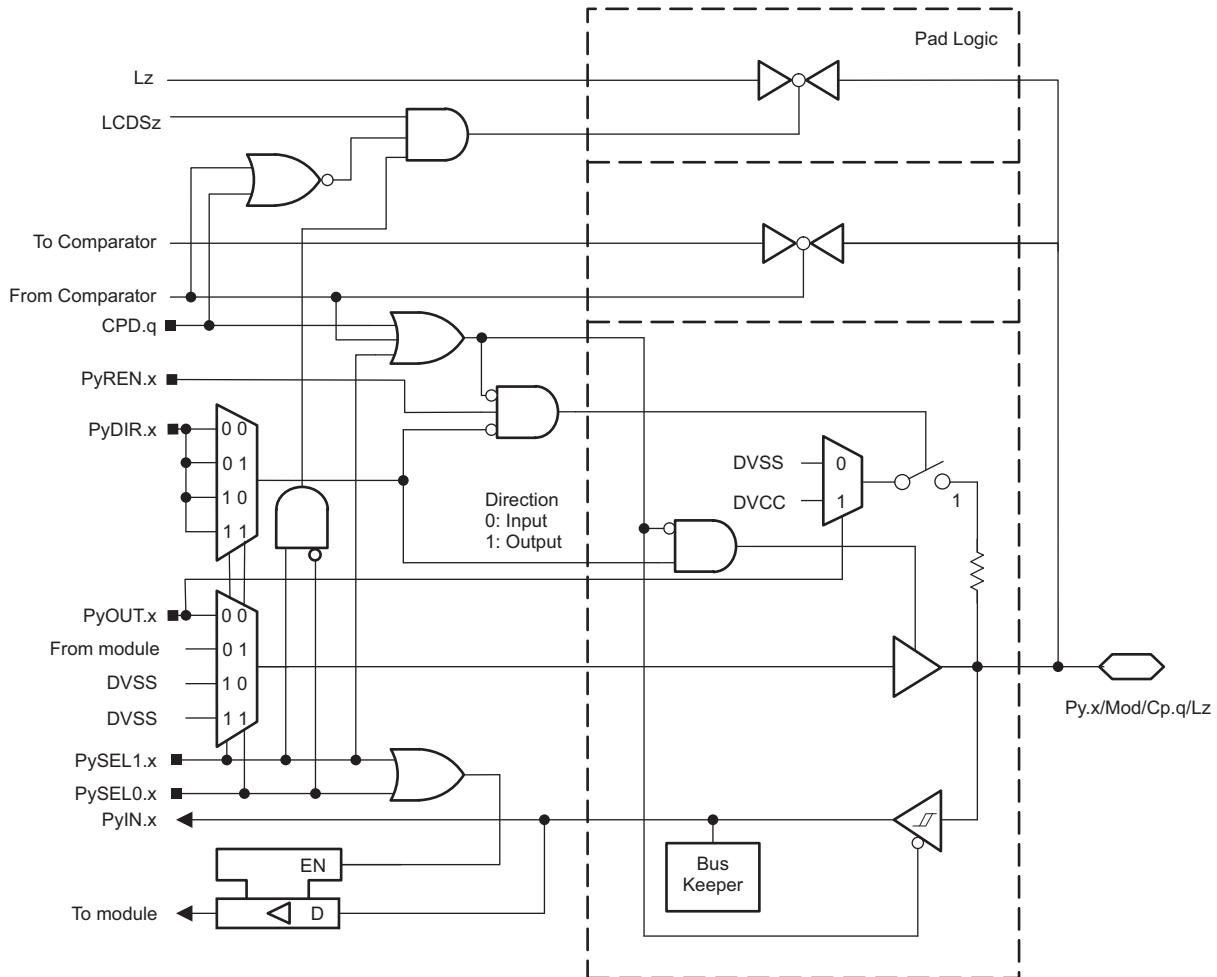 Pad Logic
Lz
LCDSz
To Comparator
From Comparator
CPD.q
PyREN.x
PyDIR.x
0 0
0 1
1 0
1 1
Direction
0: Input
1: Output
DVSS
0
DVCC
1
1
PyOUT.x
0 0
From module
0 1
DVSS
1 0
DVSS
1 1
Py.x/Mod/Cp.q/Lz
PySEL1.x
PySEL0.x
PyIN.x
EN
Bus
Keeper
To module
D